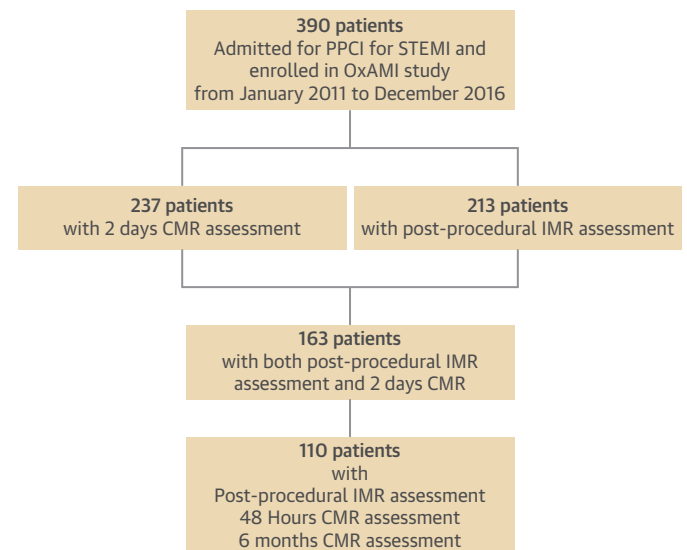 390 patients
Admitted for PPCI for STEMI and
enrolled in OxAMI study
from January 2011 to December 2016
237 patients
with 2 days CMR assessment
213 patients
with post-procedural IMR assessment
163 patients
with both post-procedural IMR
assessment and 2 days CMR
110 patients
with
Post-procedural IMR assessment
48 Hours CMR assessment
6 months CMR assessment